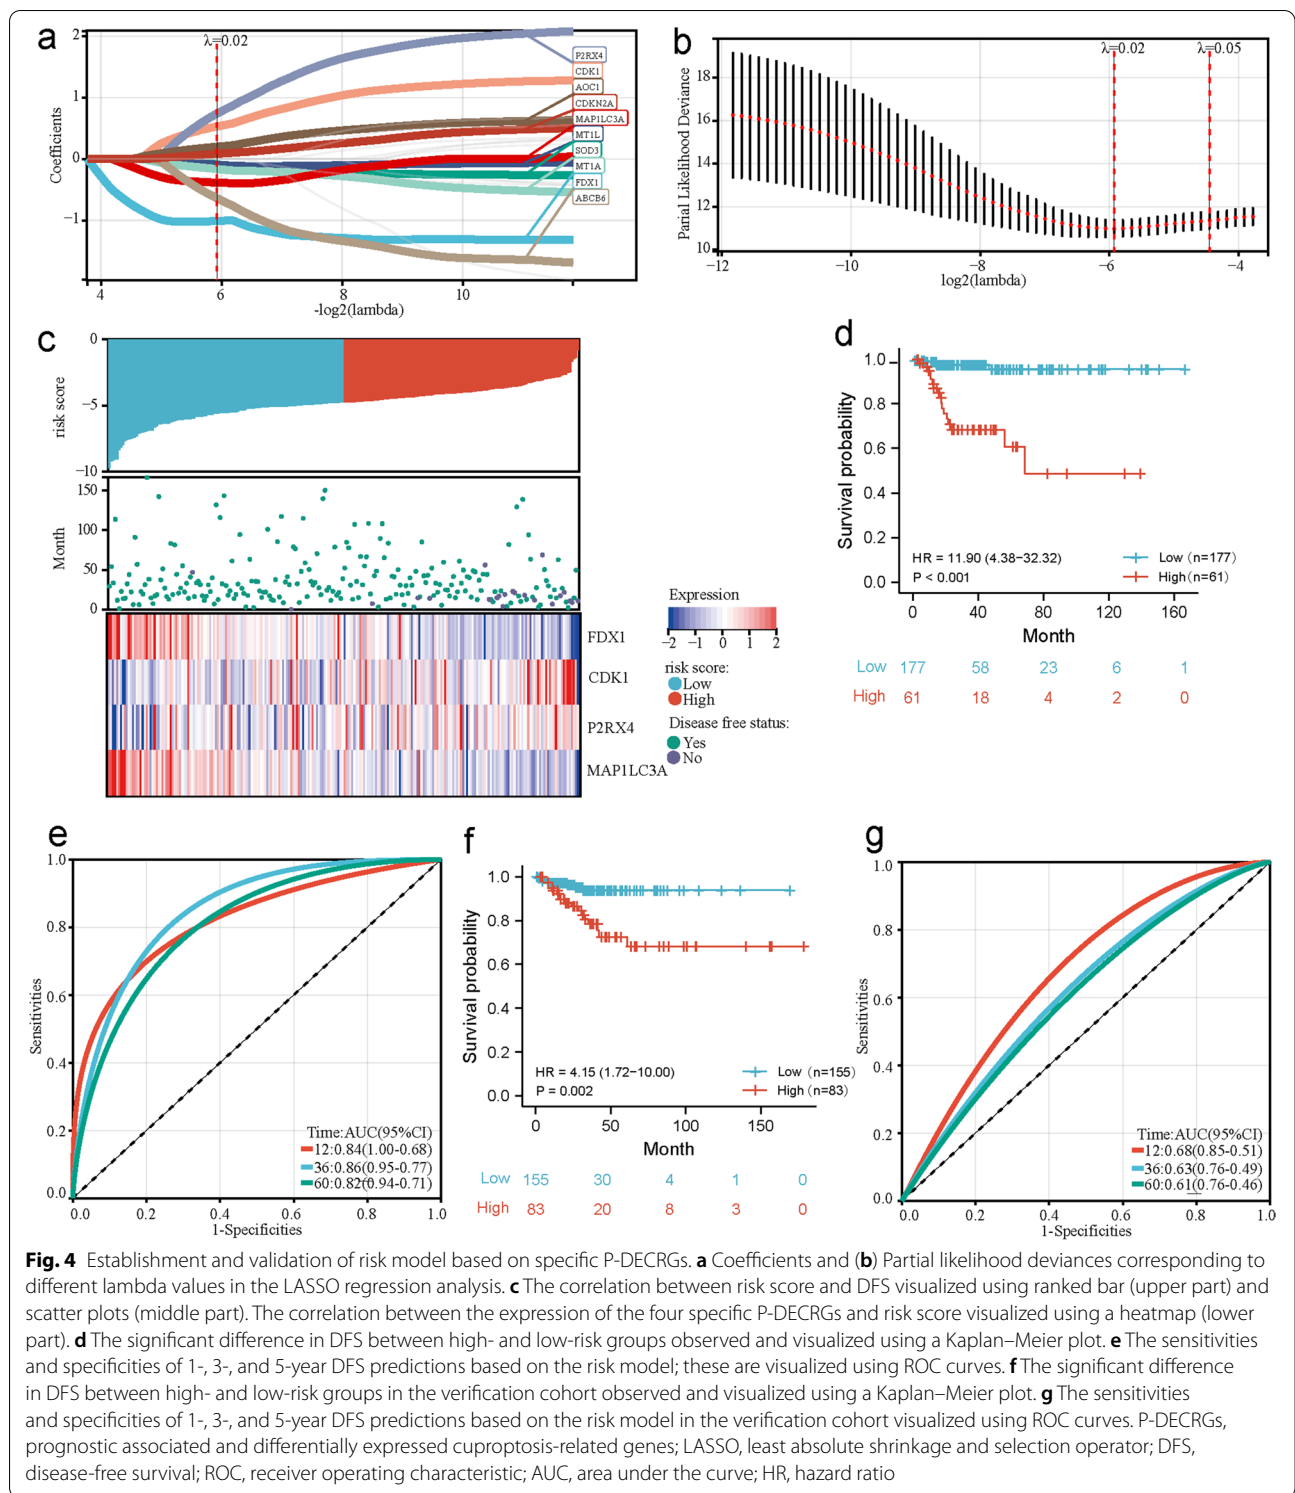 a
λ=0.02
2
1
0
−1
Coefficients
P2RX4
CDK1
AOC1
CDKN2A
MAP1LC3A
MT1L
SOD3
MT1A
FDX1
ABCB6
4
6
8
10
-log2(lambda)
b
λ=0.02
λ=0.05
18
16
14
12
10
Parial Likelihood Deviance
−12
−10
−8
−6
−4
log2(lambda)
c
0
−5
−10
risk score
150
100
50
0
Month
FDX1
CDK1
P2RX4
MAP1LC3A
Expression
−2 −1 0 1 2
risk score:
Low
High
Disease free status:
Yes
No
d
1.0
0.8
0.6
0.4
0.2
0.0
Survival probability
HR = 11.90 (4.38−32.32)
P < 0.001
Low (n=177)
High (n=61)
0 40 80 120 160
Month
Low 177 58 23 6 1
High 61 18 4 2 0
e
1.0
0.8
0.6
0.4
0.2
0.0
Sensitivities
Time:AUC(95%CI)
12:0.84(1.00-0.68)
36:0.86(0.95-0.77)
60:0.82(0.94-0.71)
0.0 0.2 0.4 0.6 0.8 1.0
1-Specificities
f
1.0
0.8
0.6
0.4
0.2
0.0
Survival probability
HR = 4.15 (1.72−10.00)
P = 0.002
Low (n=155)
High (n=83)
0 50 100 150
Month
Low 155 30 4 1 0
High 83 20 8 3 0
g
1.0
0.8
0.6
0.4
0.2
0.0
Sensitivities
Time:AUC(95%CI)
12:0.68(0.85-0.51)
36:0.63(0.76-0.49)
60:0.61(0.76-0.46)
0.0 0.2 0.4 0.6 0.8 1.0
1-Specificities
Fig. 4 Establishment and validation of risk model based on specific P-DECRGs. a Coefficients and (b) Partial likelihood deviances corresponding to
different lambda values in the LASSO regression analysis. c The correlation between risk score and DFS visualized using ranked bar (upper part) and
scatter plots (middle part). The correlation between the expression of the four specific P-DECRGs and risk score visualized using a heatmap (lower
part). d The significant difference in DFS between high- and low-risk groups observed and visualized using a Kaplan–Meier plot. e The sensitivities
and specificities of 1-, 3-, and 5-year DFS predictions based on the risk model; these are visualized using ROC curves. f The significant difference
in DFS between high- and low-risk groups in the verification cohort observed and visualized using a Kaplan–Meier plot. g The sensitivities
and specificities of 1-, 3-, and 5-year DFS predictions based on the risk model in the verification cohort visualized using ROC curves. P-DECRGs,
prognostic associated and differentially expressed cuproptosis-related genes; LASSO, least absolute shrinkage and selection operator; DFS,
disease-free survival; ROC, receiver operating characteristic; AUC, area under the curve; HR, hazard ratio